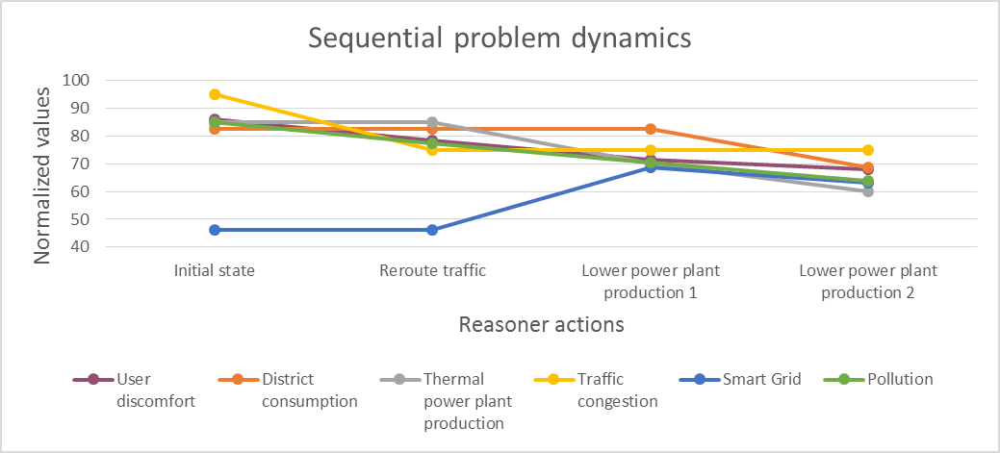 Sequential problem dynamics
Normalized values
100
90
80
70
60
50
40
Initial state
Reroute traffic
Lower power plant
production 1
Lower power plant
production 2
Reasoner actions
User
discomfort
District
consumption
Thermal
power plant
production
Traffic
congestion
Smart Grid
Pollution